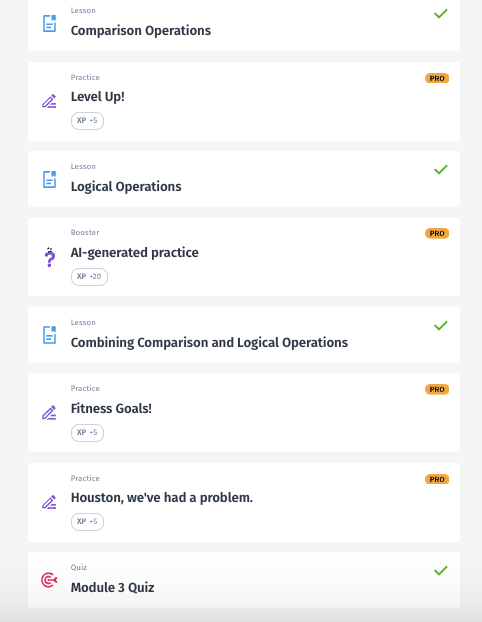 Lesson
Comparison Operations
Practice
PRO
Level Up!
XP +5
Lesson
Logical Operations
Booster
PRO
AI-generated practice
XP +20
Lesson
Combining Comparison and Logical Operations
Practice
PRO
Fitness Goals!
XP +5
Practice
PRO
Houston, we've had a problem.
XP +5
Quiz
Module 3 Quiz